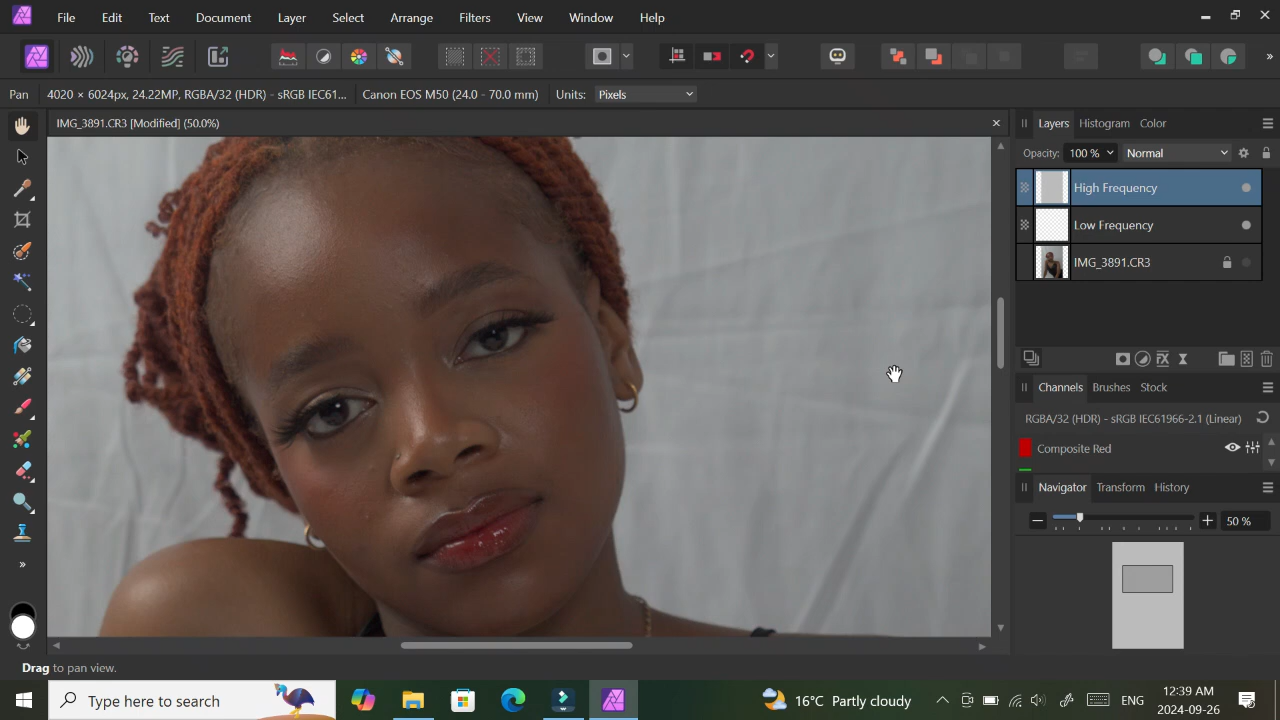 File Edit Text Document Layer Select Arrange Filters View Window Help
Pan 4020 × 6024px, 24.22MP, RGBA/32 (HDR) - sRGB IEC61... Canon EOS M50 (24.0 - 70.0 mm) Units: Pixels
IMG_3891.CR3 [Modified] (50.0%)
Layers Histogram Color
Opacity: 100 % Normal
High Frequency
Low Frequency
IMG_3891.CR3
Channels Brushes Stock
RGBA/32 (HDR) - sRGB IEC61966-2.1 (Linear)
Composite Red
Navigator Transform History
50 %
Drag to pan view.
Type here to search
16°C Partly cloudy
ENG
12:39 AM
2024-09-26